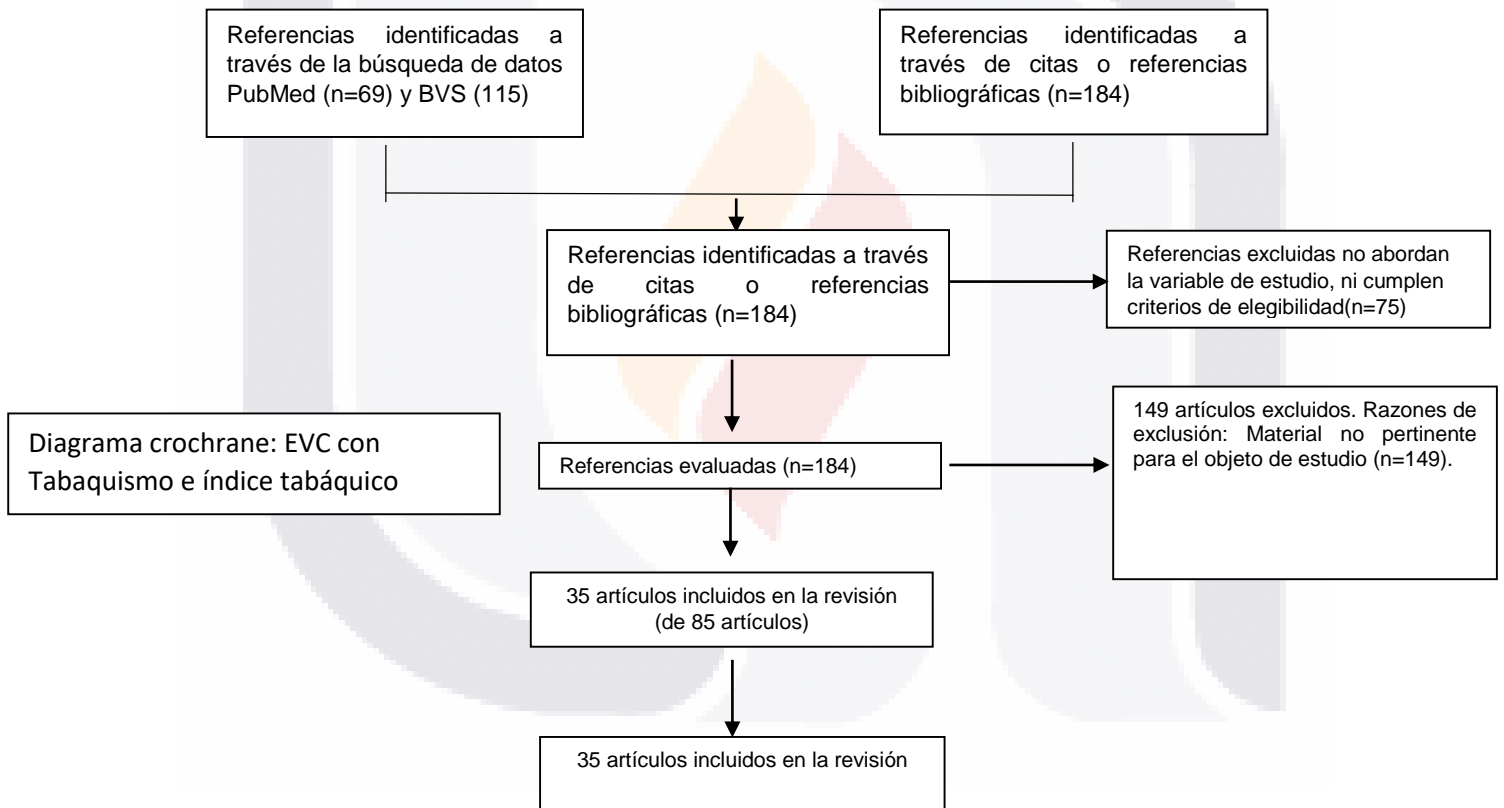 Referencias identificadas a
través de la búsqueda de datos
PubMed (n=69) y BVS (115)
Referencias identificadas a
través de citas o referencias
bibliográficas (n=184)
Referencias identificadas a través
de citas o referencias
bibliográficas (n=184)
Referencias excluidas no abordan
la variable de estudio, ni cumplen
criterios de elegibilidad(n=75)
Diagrama crochrane: EVC con
Tabaquismo e índice tabáquico
Referencias evaluadas (n=184)
149 artículos excluidos. Razones de
exclusión: Material no pertinente
para el objeto de estudio (n=149).
35 artículos incluidos en la revisión
(de 85 artículos)
35 artículos incluidos en la revisión